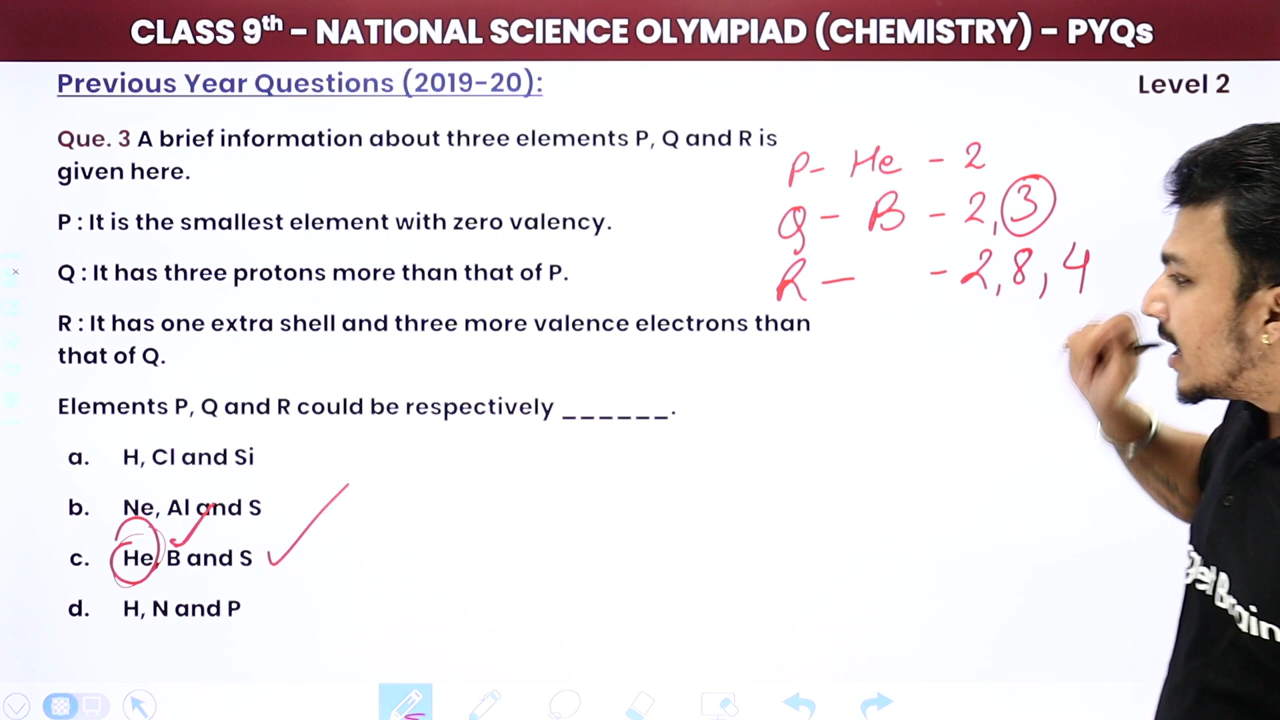 CLASS 9th – NATIONAL SCIENCE OLYMPIAD (CHEMISTRY) – PYQs
Previous Year Questions (2019-20):
Level 2
Que. 3 A brief information about three elements P, Q and R is
given here.
P : It is the smallest element with zero valency.
Q : It has three protons more than that of P.
R : It has one extra shell and three more valence electrons than
that of Q.
Elements P, Q and R could be respectively ______.
a. H, Cl and Si
b. Ne, Al and S
c. He, B and S
d. H, N and P
P- He - 2
Q - B - 2, 3
R - - 2, 8, 4